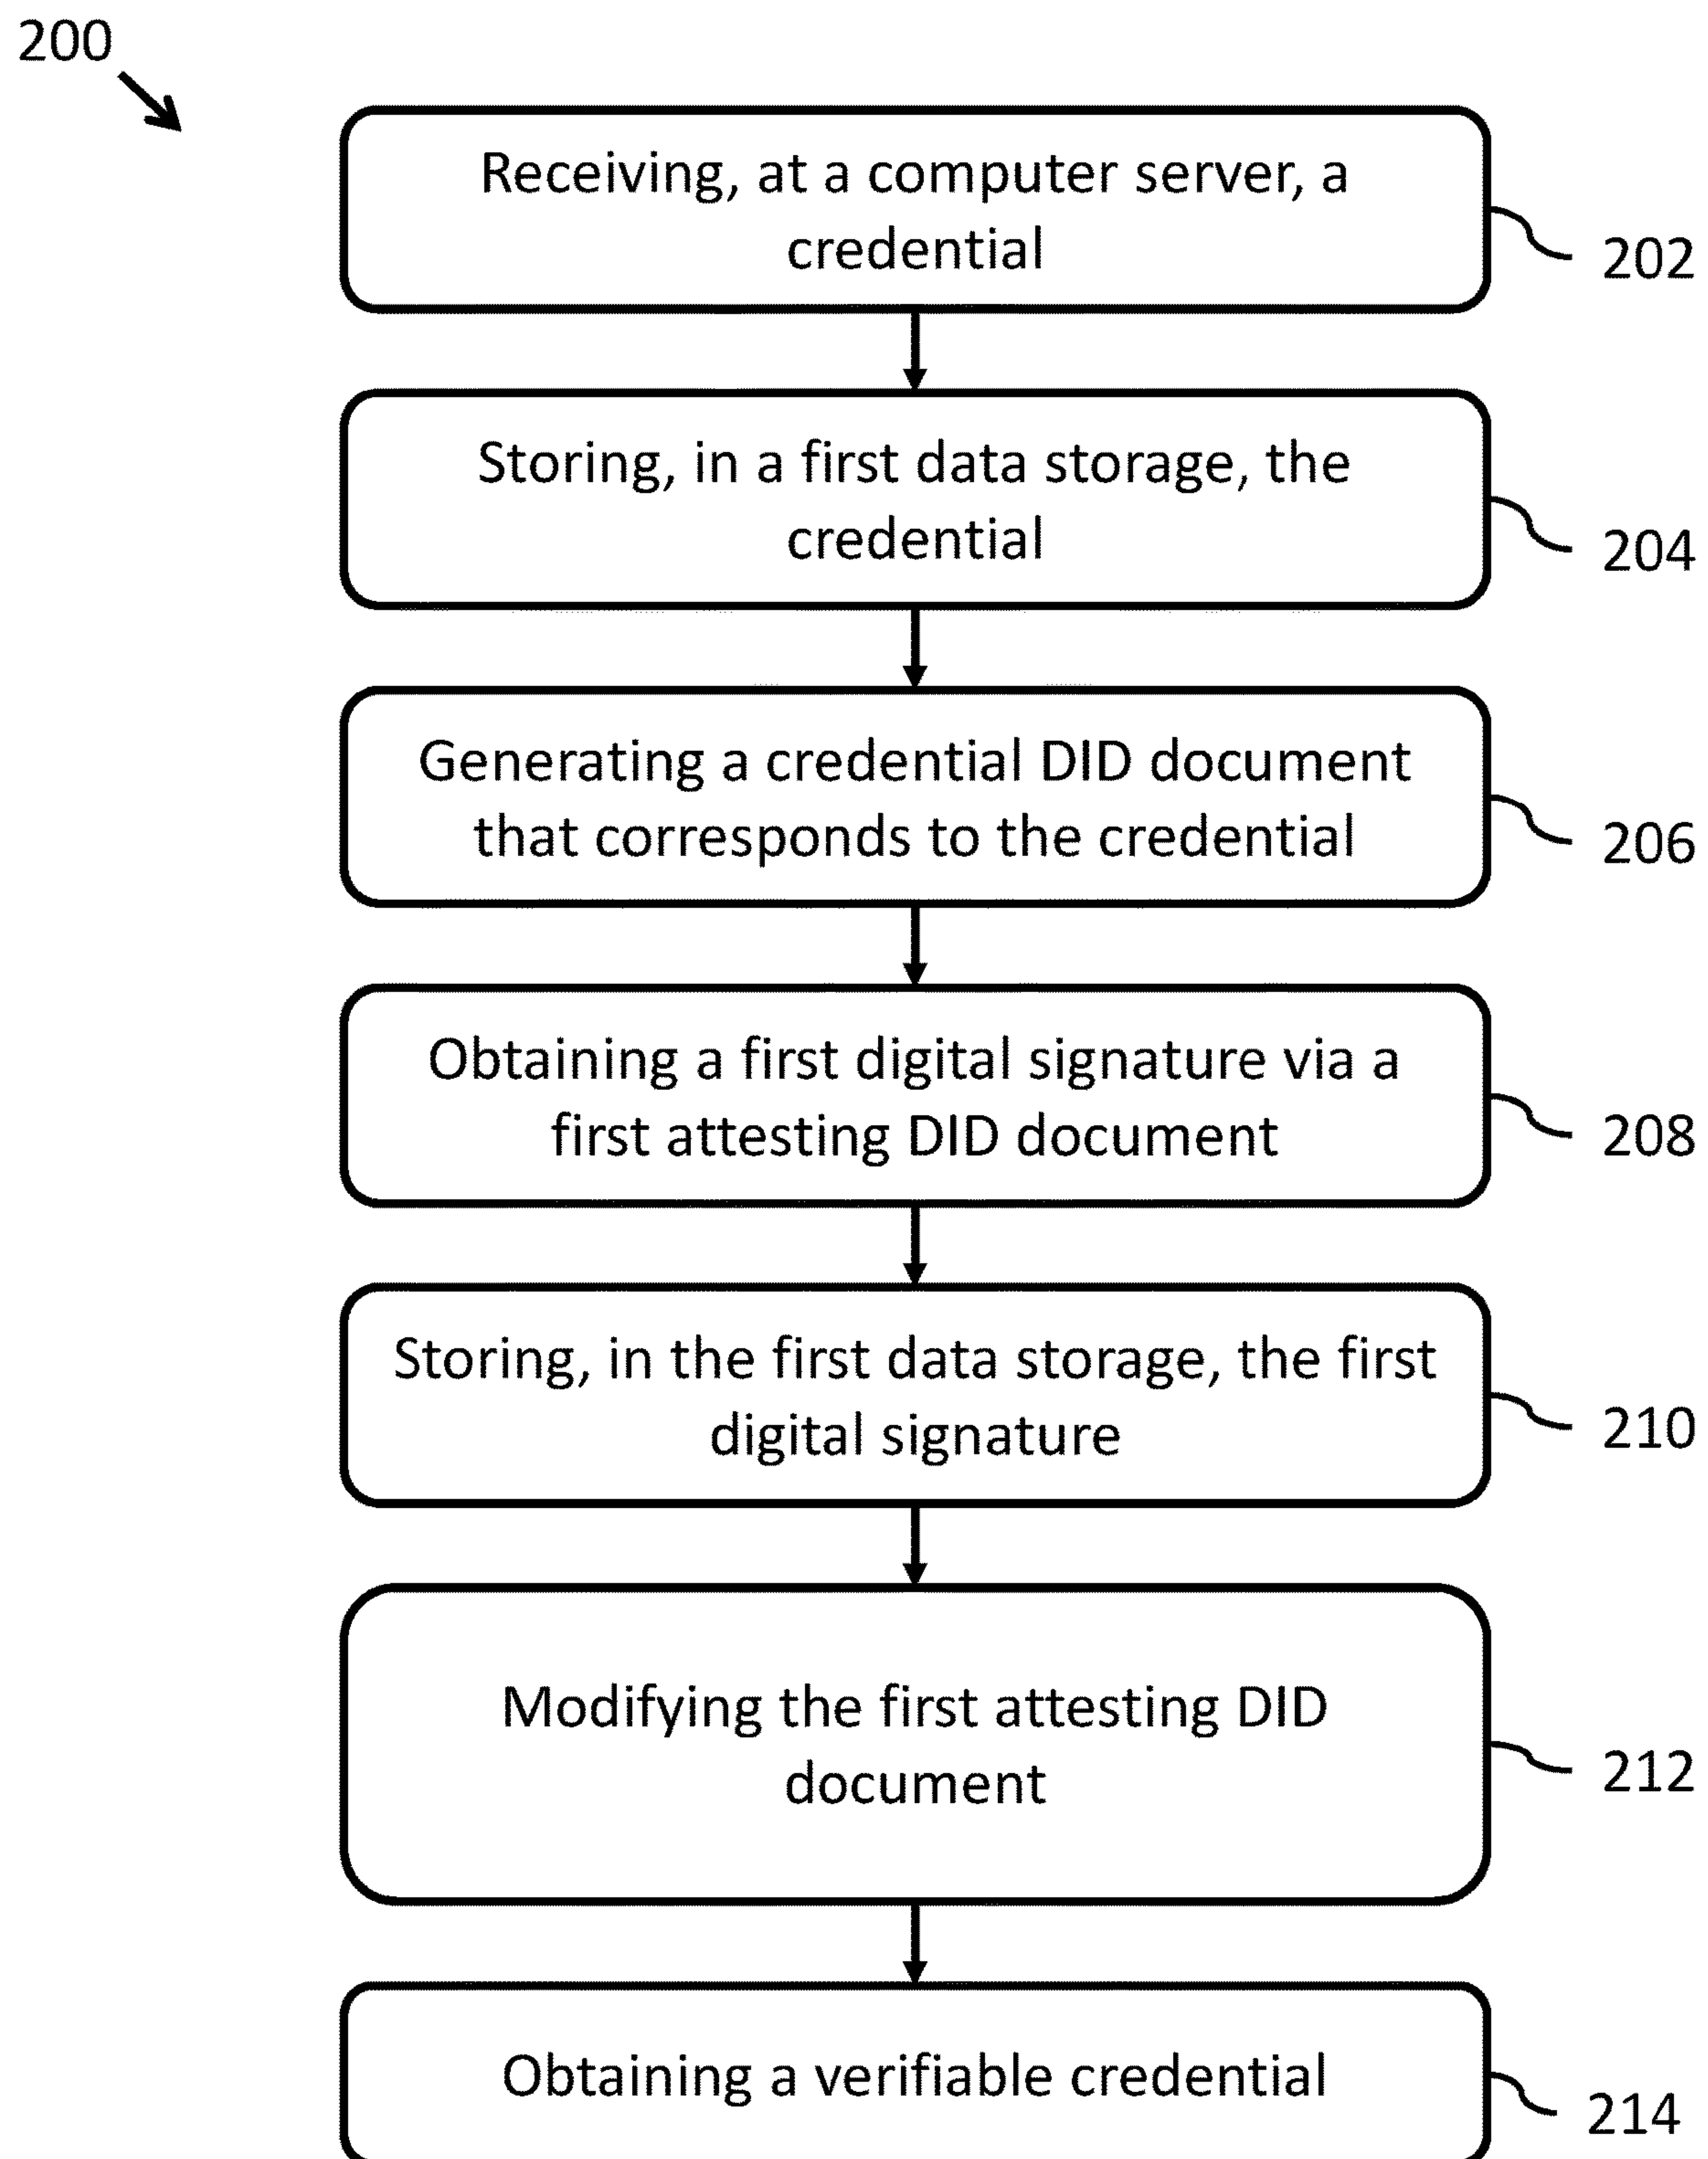 200
Receiving, at a computer server, a
credential
202
Storing, in a first data storage, the
credential
204
Generating a credential DID document
that corresponds to the credential
206
Obtaining a first digital signature via a
first attesting DID document
208
Storing, in the first data storage, the first
digital signature
210
Modifying the first attesting DID
document
212
Obtaining a verifiable credential
214